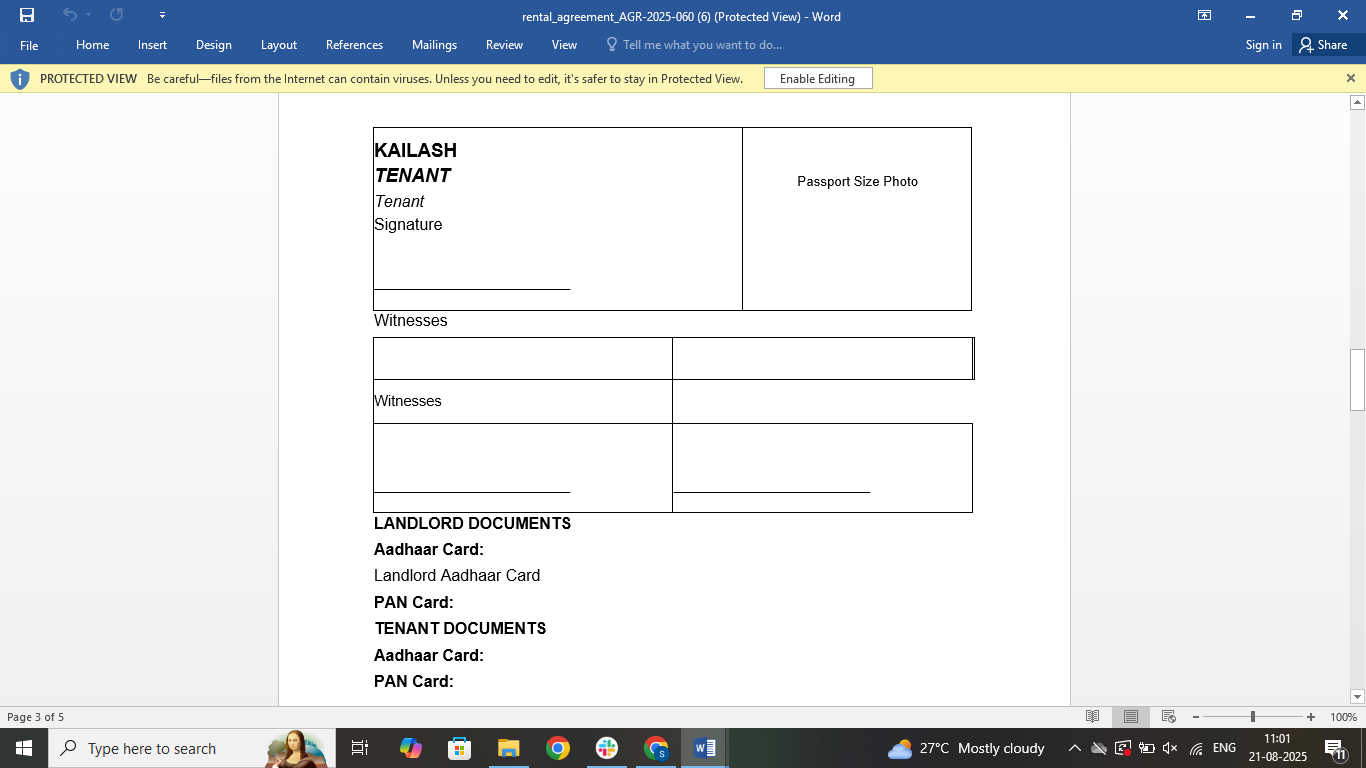 rental_agreement_AGR-2025-060 (6) (Protected View) - Word
File Home Insert Design Layout References Mailings Review View Tell me what you want to do... Sign in Share
PROTECTED VIEW Be careful—files from the Internet can contain viruses. Unless you need to edit, it's safer to stay in Protected View. Enable Editing
KAILASH
TENANT
Tenant
Signature
Passport Size Photo
Witnesses
Witnesses
LANDLORD DOCUMENTS
Aadhaar Card:
Landlord Aadhaar Card
PAN Card:
TENANT DOCUMENTS
Aadhaar Card:
PAN Card:
Page 3 of 5
100%
Type here to search
27°C Mostly cloudy
ENG
11:01
21-08-2025
11